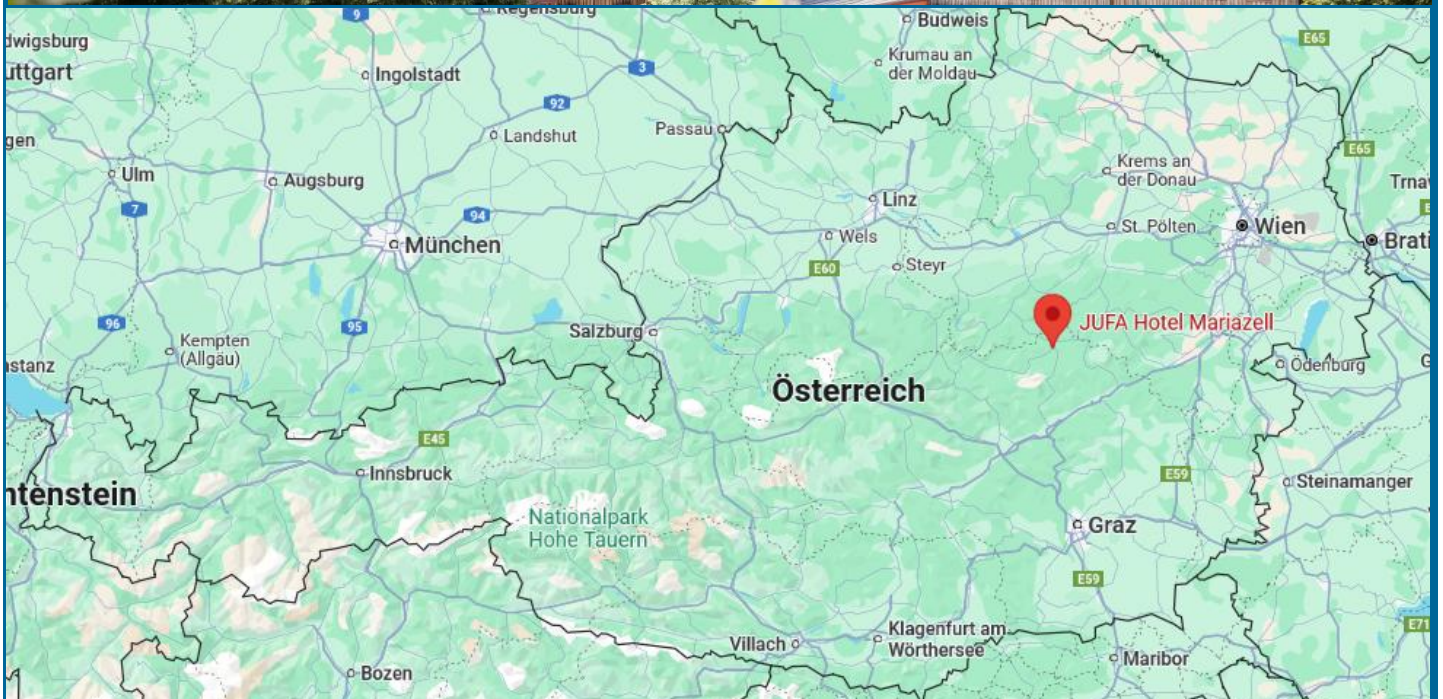 Regensburg
Budweis
9
E65
dwigsburg
uttgart
Ingolstadt
3
Krumau an
der Moldau
92
Landshut
Passau
gen
E65
Ulm
Augsburg
Krems an
der Donau
Trna
7
94
Linz
E
München
Wels
St. Pölten
Wien
Brati
E60
Steyr
96
95
Salzburg
JUFA Hotel Mariazell
Kempten
(Allgäu)
nstanz
Ödenburg
G
Österreich
E45
Innsbruck
E59
Steinamanger
ntenstein
Nationalpark
Hohe Tauern
Graz
E59
Villach
Klagenfurt am
Wörthersee
E71
Bozen
Maribor